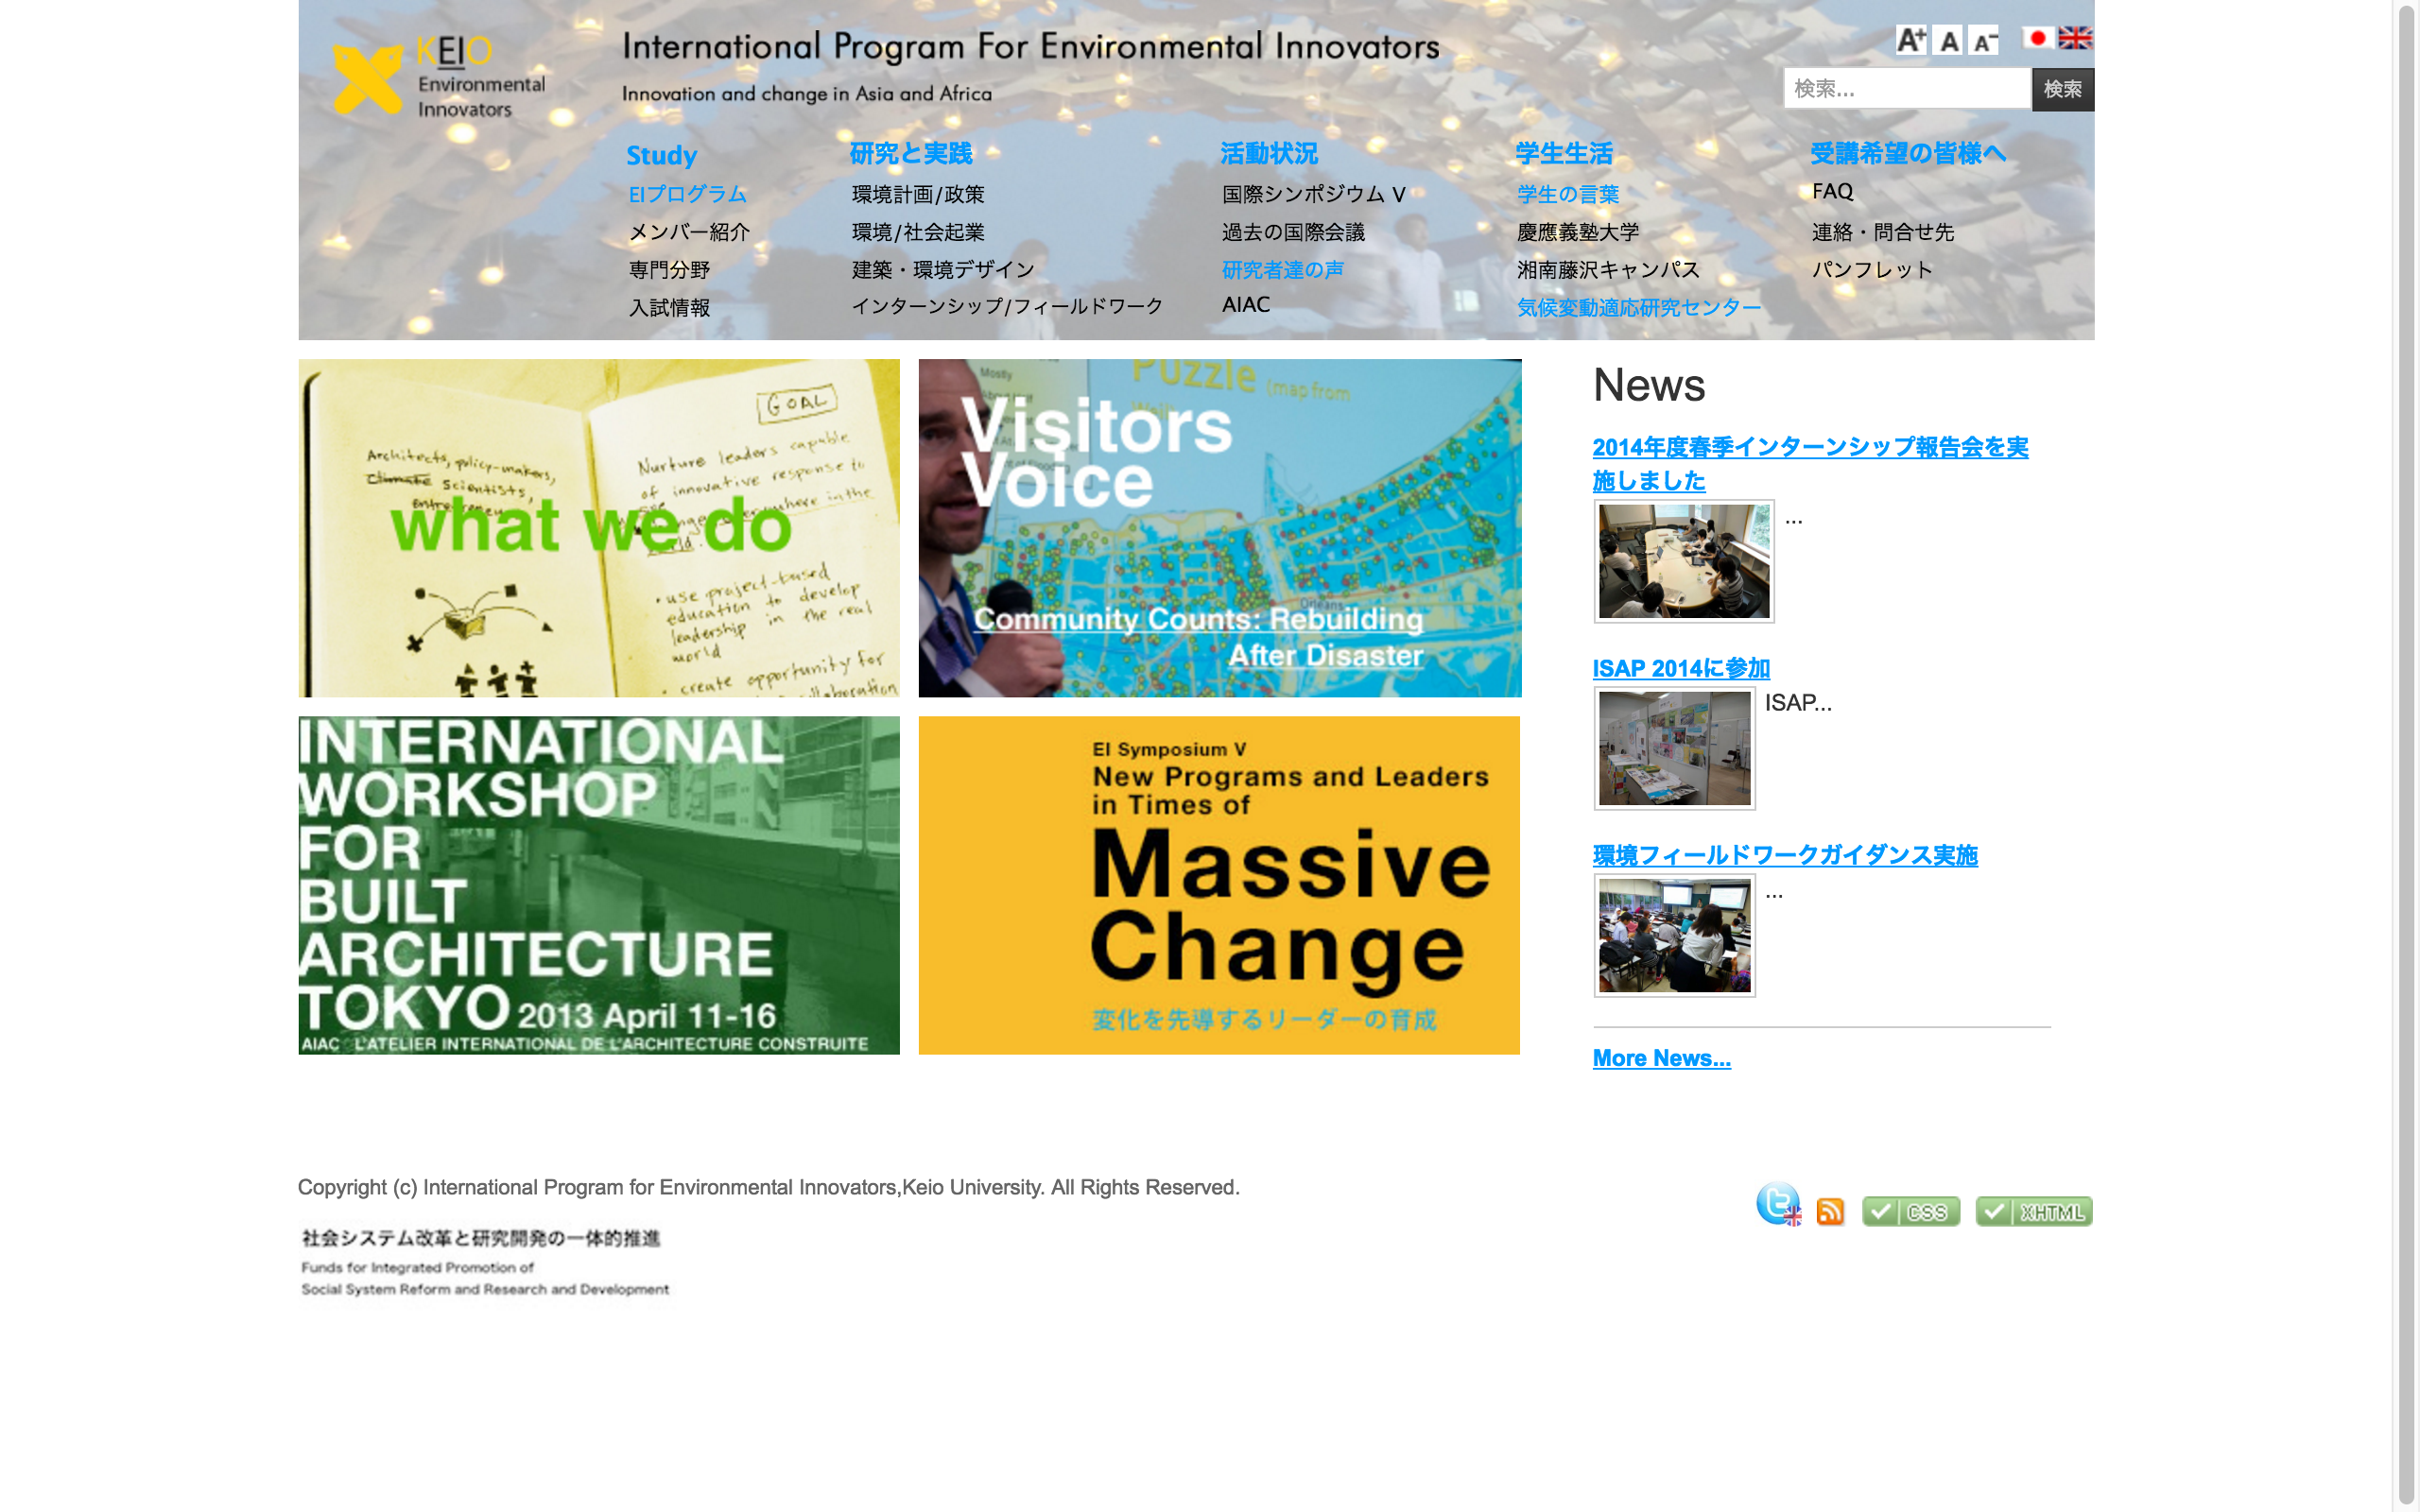 KEIO
Environmental
Innovators
International Program For Environmental Innovators
Innovation and change in Asia and Africa
A+ A A-
検索...
検索
Study
EIプログラム
メンバー紹介
専門分野
入試情報
研究と実践
環境計画/政策
環境/社会起業
建築・環境デザイン
インターンシップ/フィールドワーク
活動状況
国際シンポジウム V
過去の国際会議
研究者達の声
AIAC
学生生活
学生の言葉
慶應義塾大学
湘南藤沢キャンパス
気候変動適応研究センター
受講希望の皆様へ
FAQ
連絡・問合せ先
パンフレット
GOAL
Architects, policy-makers,
Climate scientists,
what we do
Nurture leaders capable
of innovative response to
world.
• use project-based
education to develop
leadership in the real
world
• create opportunity for
Mostly
Puzzle (map from
Visitors
Voice
Orleans
Community Counts: Rebuilding
After Disaster
INTERNATIONAL
WORKSHOP
FOR
BUILT
ARCHITECTURE
TOKYO 2013 April 11-16
AIAC L'ATELIER INTERNATIONAL DE L'ARCHITECTURE CONSTRUITE
EI Symposium V
New Programs and Leaders
in Times of
Massive
Change
変化を先導するリーダーの育成
News
2014年度春季インターンシップ報告会を実
施しました
...
ISAP 2014に参加
ISAP...
環境フィールドワークガイダンス実施
...
More News...
Copyright (c) International Program for Environmental Innovators,Keio University. All Rights Reserved.
CSS
XHTML
社会システム改革と研究開発の一体的推進
Funds for Integrated Promotion of
Social System Reform and Research and Development